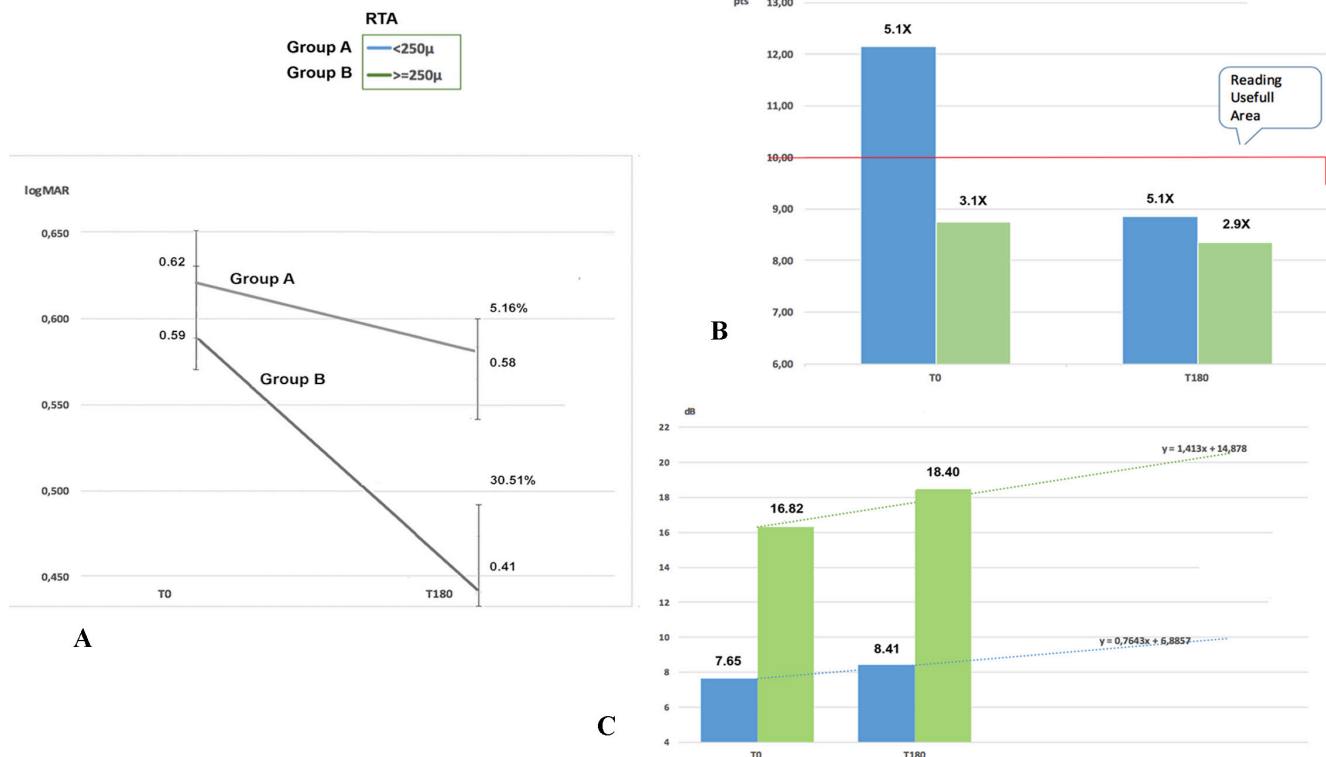 RTA
Group A <250µ
Group B >=250µ
logMAR
0,650
0,600
0,550
0,500
0,450
0.62
0.59
Group A
Group B
5.16%
0.58
30.51%
0.41
T0
T180
A
pts
13,00
12,00
11,00
10,00
9,00
8,00
7,00
6,00
5.1X
3.1X
5.1X
2.9X
Reading
Usefull
Area
T0
T180
B
dB
22
20
18
16
14
12
10
8
6
4
7.65
16.82
8.41
18.40
y = 1,413x + 14,878
y = 0,7643x + 6,8857
T0
T180
C